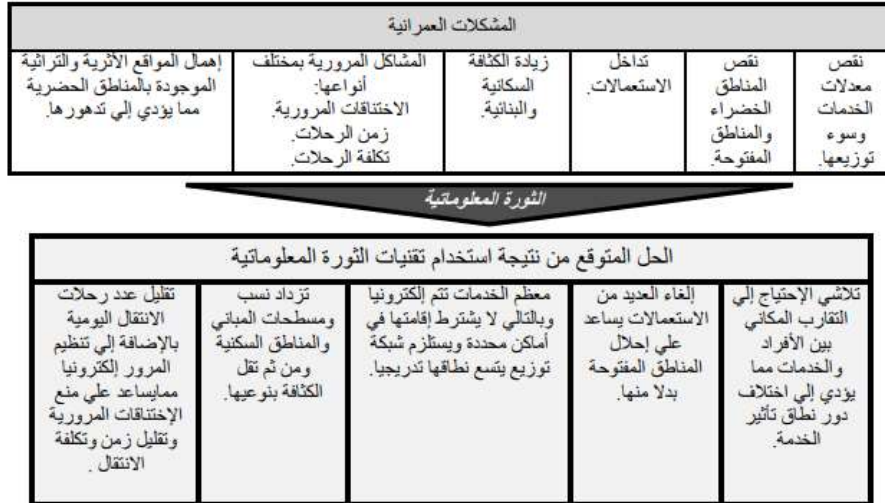 المشكلات العمرانية
نقص
معدلات
الخدمات
وسوء
توزيعها.
نقص
المناطق
الخضراء
والمناطق
المفتوحة.
تداخل
الاستعمالات.
زيادة الكثافة
السكانية
والبنائية.
المشاكل المرورية بمختلف
أنواعها:
الاختناقات المرورية.
زمن الرحلات.
تكلفة الرحلات.
إهمال المواقع الأثرية والتراثية
الموجودة بالمناطق الحضرية
مما يؤدي إلي تدهورها.
الثورة المعلوماتية
الحل المتوقع من نتيجة استخدام تقنيات الثورة المعلوماتية
تلاشي الإحتياج إلي
التقارب المكاني
بين الأفراد
والخدمات مما
يؤدي إلي اختلاف
دور نطاق تأثير
الخدمة.
إلغاء العديد من
الاستعمالات يساعد
علي إحلال
المناطق المفتوحة
بدلا منها.
معظم الخدمات تتم إلكترونيا
وبالتالي لا يشترط إقامتها في
أماكن محددة ويستلزم شبكة
توزيع يتسع نطاقها تدريجيا.
تزداد نسب
ومسطحات المباني
والمناطق السكنية
ومن ثم تقل
الكثافة بنوعيها.
تقليل عدد رحلات
الانتقال اليومية
بالإضافة إلي تنظيم
المرور إلكترونيا
ممايساعد علي منع
الإختناقات المرورية
وتقليل زمن وتكلفة
الانتقال .